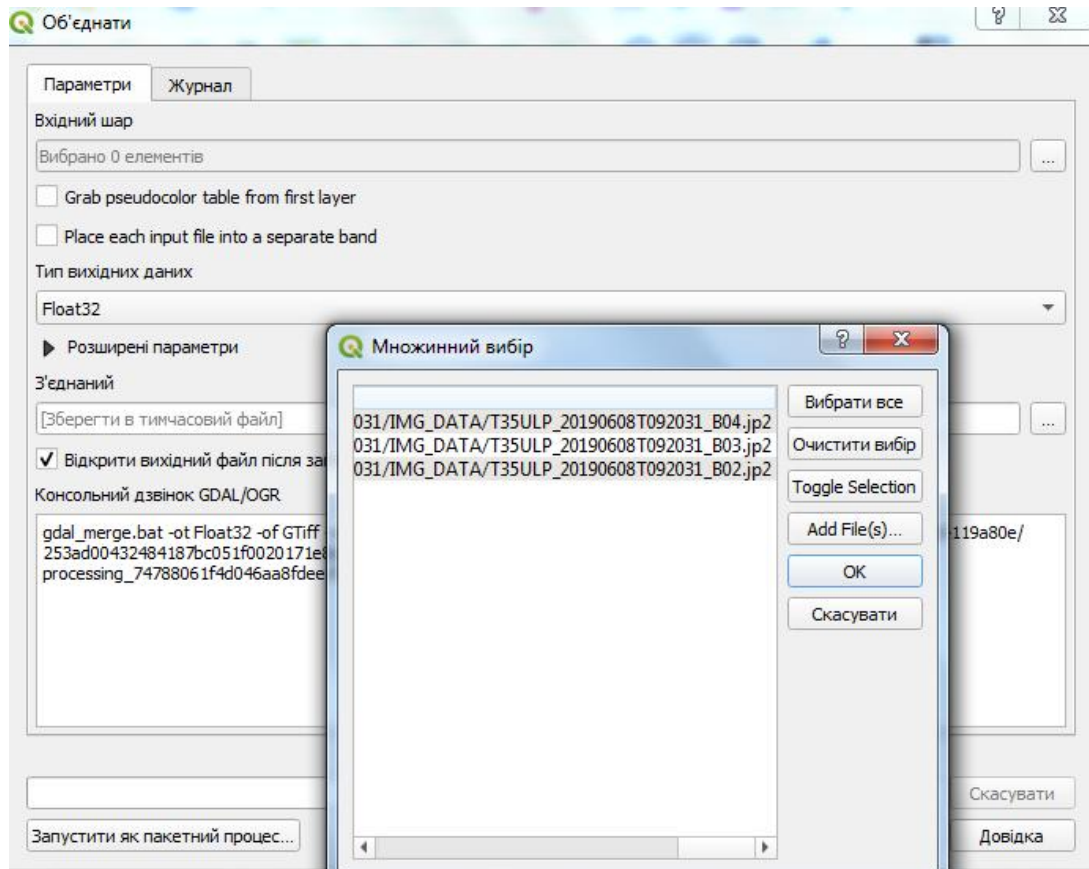 Об'єднати
Параметри
Журнал
Вхідний шар
Вибрано 0 елементів
...
Grab pseudocolor table from first layer
Place each input file into a separate band
Тип вихідних даних
Float32
Розширені параметри
З'єднаний
[Зберегти в тимчасовий файл]
...
Відкрити вихідний файл після
Консольний дзвінок GDAL/OGR
gdal_merge.bat -ot Float32 -of GTiff
119a80e/
253ad00432484187bc051f0020171e
processing_74788061f4d046aa8fdee
Множинний вибір
031/IMG_DATA/T35ULP_20190608T092031_B04.jp2
031/IMG_DATA/T35ULP_20190608T092031_B03.jp2
031/IMG_DATA/T35ULP_20190608T092031_B02.jp2
Вибрати все
Очистити вибір
Toggle Selection
Add File(s)...
OK
Скасувати
Скасувати
Запустити як пакетний процес...
Довідка